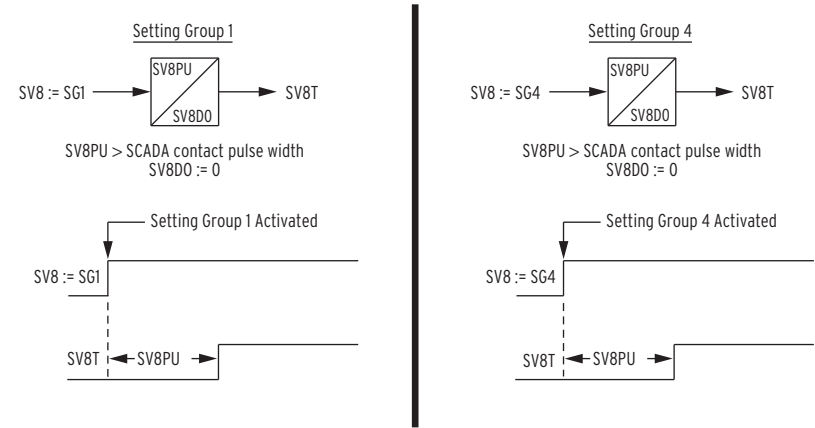 Setting Group 1
SV8PU
SV8 := SG1
SV8T
SV8DO
SV8PU > SCADA contact pulse width
SV8DO := 0
Setting Group 1 Activated
SV8 := SG1
SV8T
SV8PU
Setting Group 4
SV8PU
SV8 := SG4
SV8T
SV8DO
SV8PU > SCADA contact pulse width
SV8DO := 0
Setting Group 4 Activated
SV8 := SG4
SV8T
SV8PU